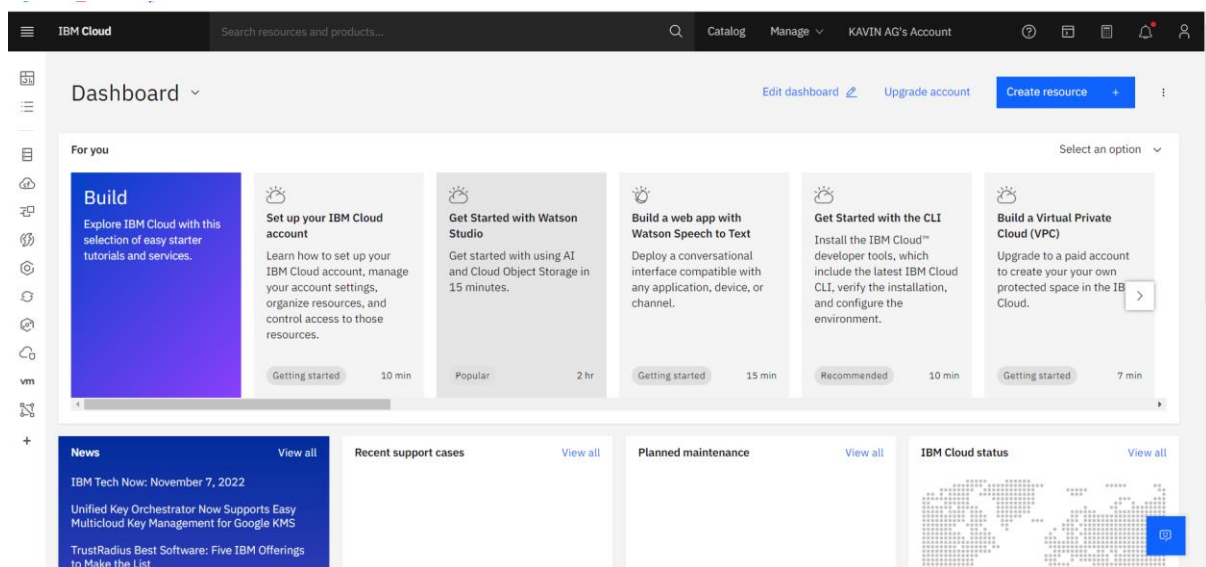 IBM Cloud
Search resources and products...
Catalog
Manage
KAVIN AG's Account
Dashboard
Edit dashboard
Upgrade account
Create resource +
For you
Select an option
Build
Explore IBM Cloud with this
selection of easy starter
tutorials and services.
Set up your IBM Cloud
account
Learn how to set up your
IBM Cloud account, manage
your account settings,
organize resources, and
control access to those
resources.
Getting started
10 min
Get Started with Watson
Studio
Get started with using AI
and Cloud Object Storage in
15 minutes.
Popular
2 hr
Build a web app with
Watson Speech to Text
Deploy a conversational
interface compatible with
any application, device, or
channel.
Getting started
15 min
Get Started with the CLI
Install the IBM Cloud™
developer tools, which
include the latest IBM Cloud
CLI, verify the installation,
and configure the
environment.
Recommended
10 min
Build a Virtual Private
Cloud (VPC)
Upgrade to a paid account
to create your your own
protected space in the IB
Cloud.
Getting started
7 min
vm
News
View all
IBM Tech Now: November 7, 2022
Unified Key Orchestrator Now Supports Easy
Multicloud Key Management for Google KMS
TrustRadius Best Software: Five IBM Offerings
to Make the List
Recent support cases
View all
Planned maintenance
View all
IBM Cloud status
View all